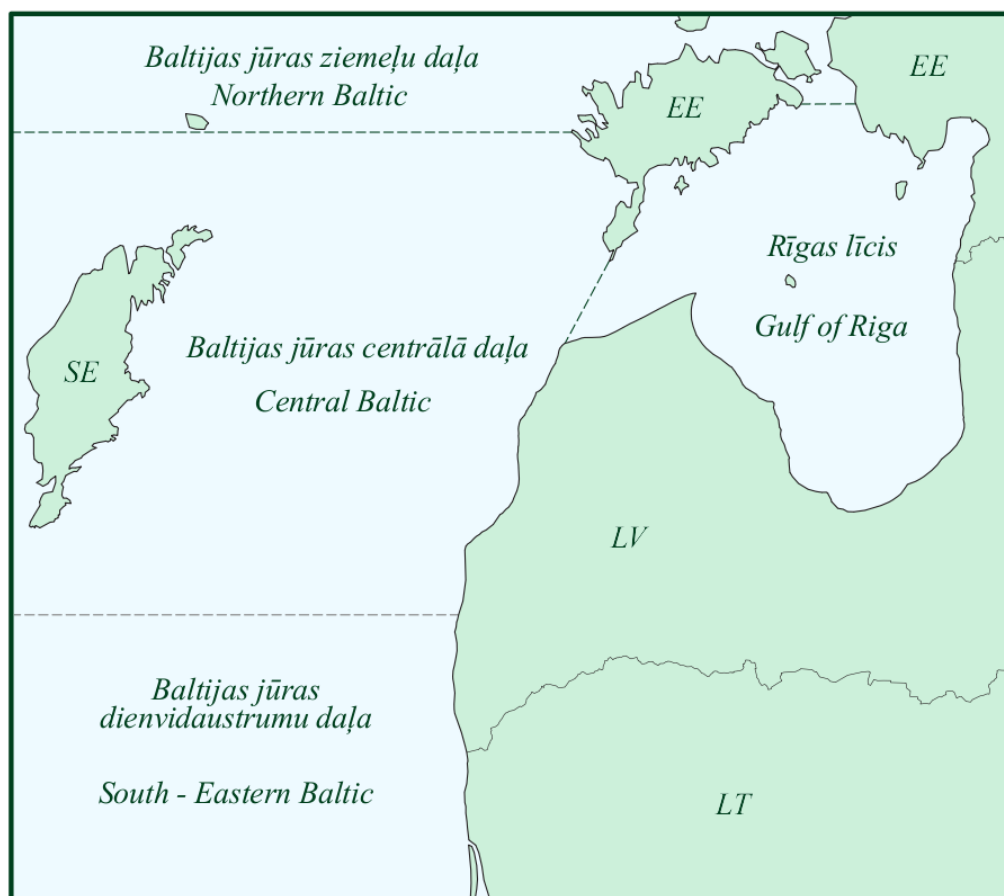 Baltijas jūras ziemeļu daļa
Northern Baltic
EE
EE
Rīgas līcis
Gulf of Riga
SE
Baltijas jūras centrālā daļa
Central Baltic
LV
Baltijas jūras
dienvidaustrumu daļa
South - Eastern Baltic
LT